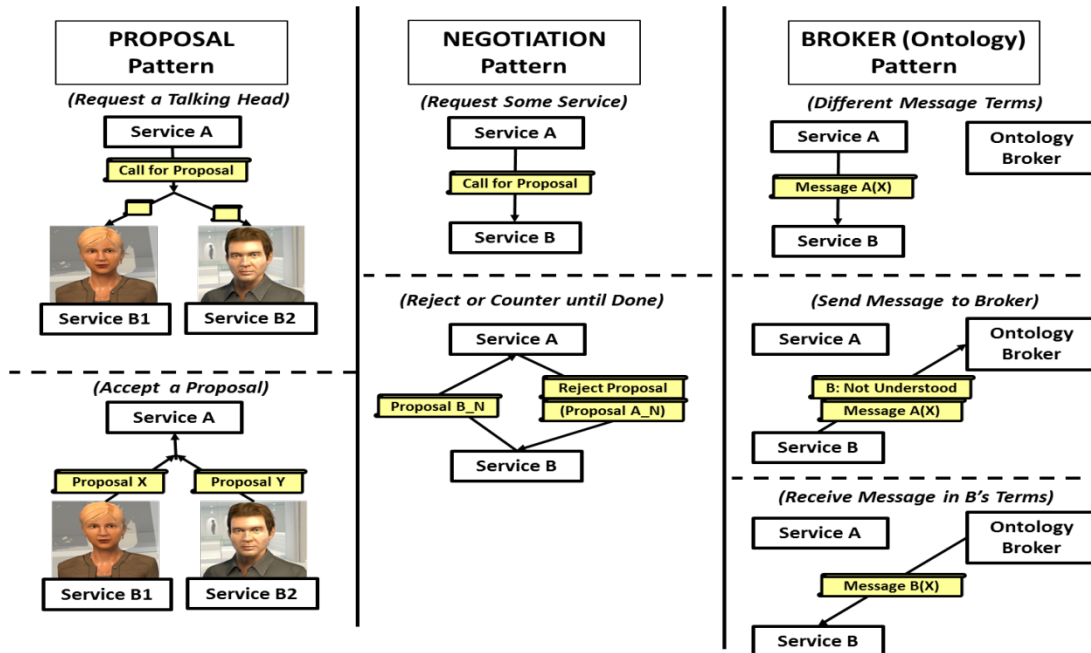 PROPOSAL
Pattern
(Request a Talking Head)
Service A
Call for Proposal
Service B1
Service B2
(Accept a Proposal)
Service A
Proposal X
Proposal Y
Service B1
Service B2
NEGOTIATION
Pattern
(Request Some Service)
Service A
Call for Proposal
Service B
(Reject or Counter until Done)
Service A
Reject Proposal
Proposal B_N
(Proposal A_N)
Service B
BROKER (Ontology)
Pattern
(Different Message Terms)
Service A
Ontology
Broker
Message A(X)
Service B
(Send Message to Broker)
Service A
Ontology
Broker
B: Not Understood
Message A(X)
Service B
(Receive Message in B's Terms)
Service A
Ontology
Broker
Message B(X)
Service B